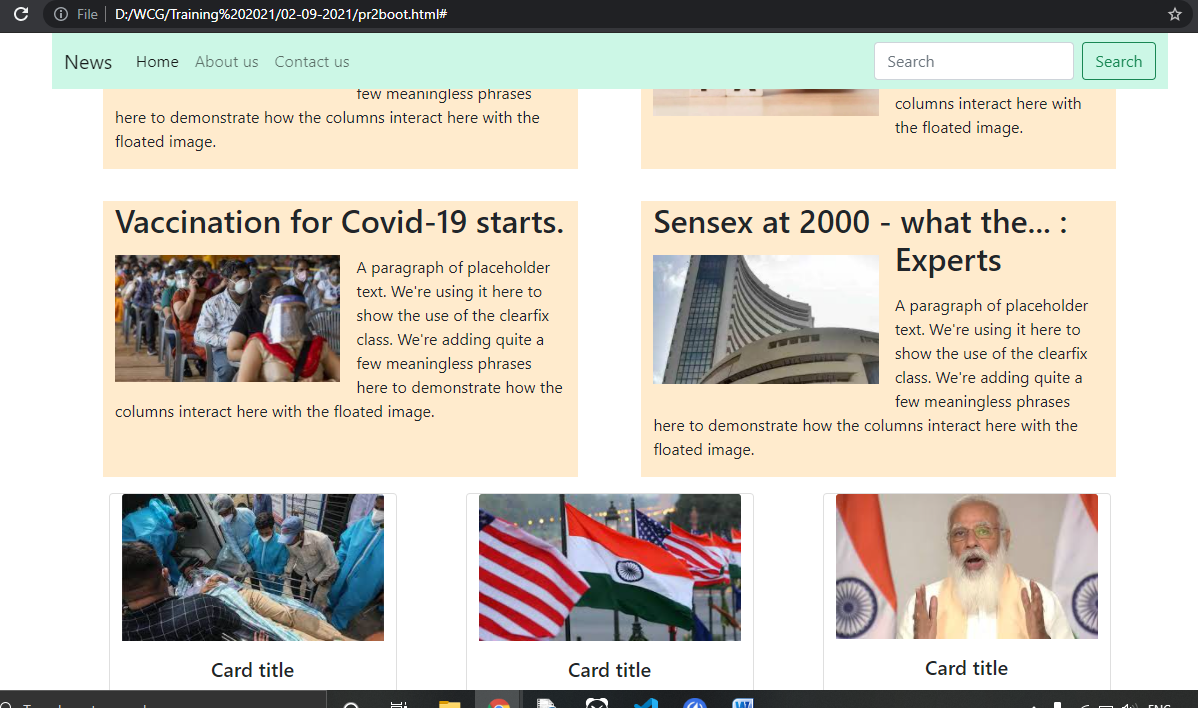 File D:/WCG/Training%202021/02-09-2021/pr2boot.html#
News Home About us Contact us Search Search
few meaningless phrases
here to demonstrate how the columns interact here with the
floated image.
columns interact here with
the floated image.
Vaccination for Covid-19 starts.
A paragraph of placeholder
text. We're using it here to
show the use of the clearfix
class. We're adding quite a
few meaningless phrases
here to demonstrate how the
columns interact here with the floated image.
Sensex at 2000 - what the... :
Experts
A paragraph of placeholder
text. We're using it here to
show the use of the clearfix
class. We're adding quite a
few meaningless phrases
here to demonstrate how the columns interact here with the
floated image.
Card title
Card title
Card title
ENG